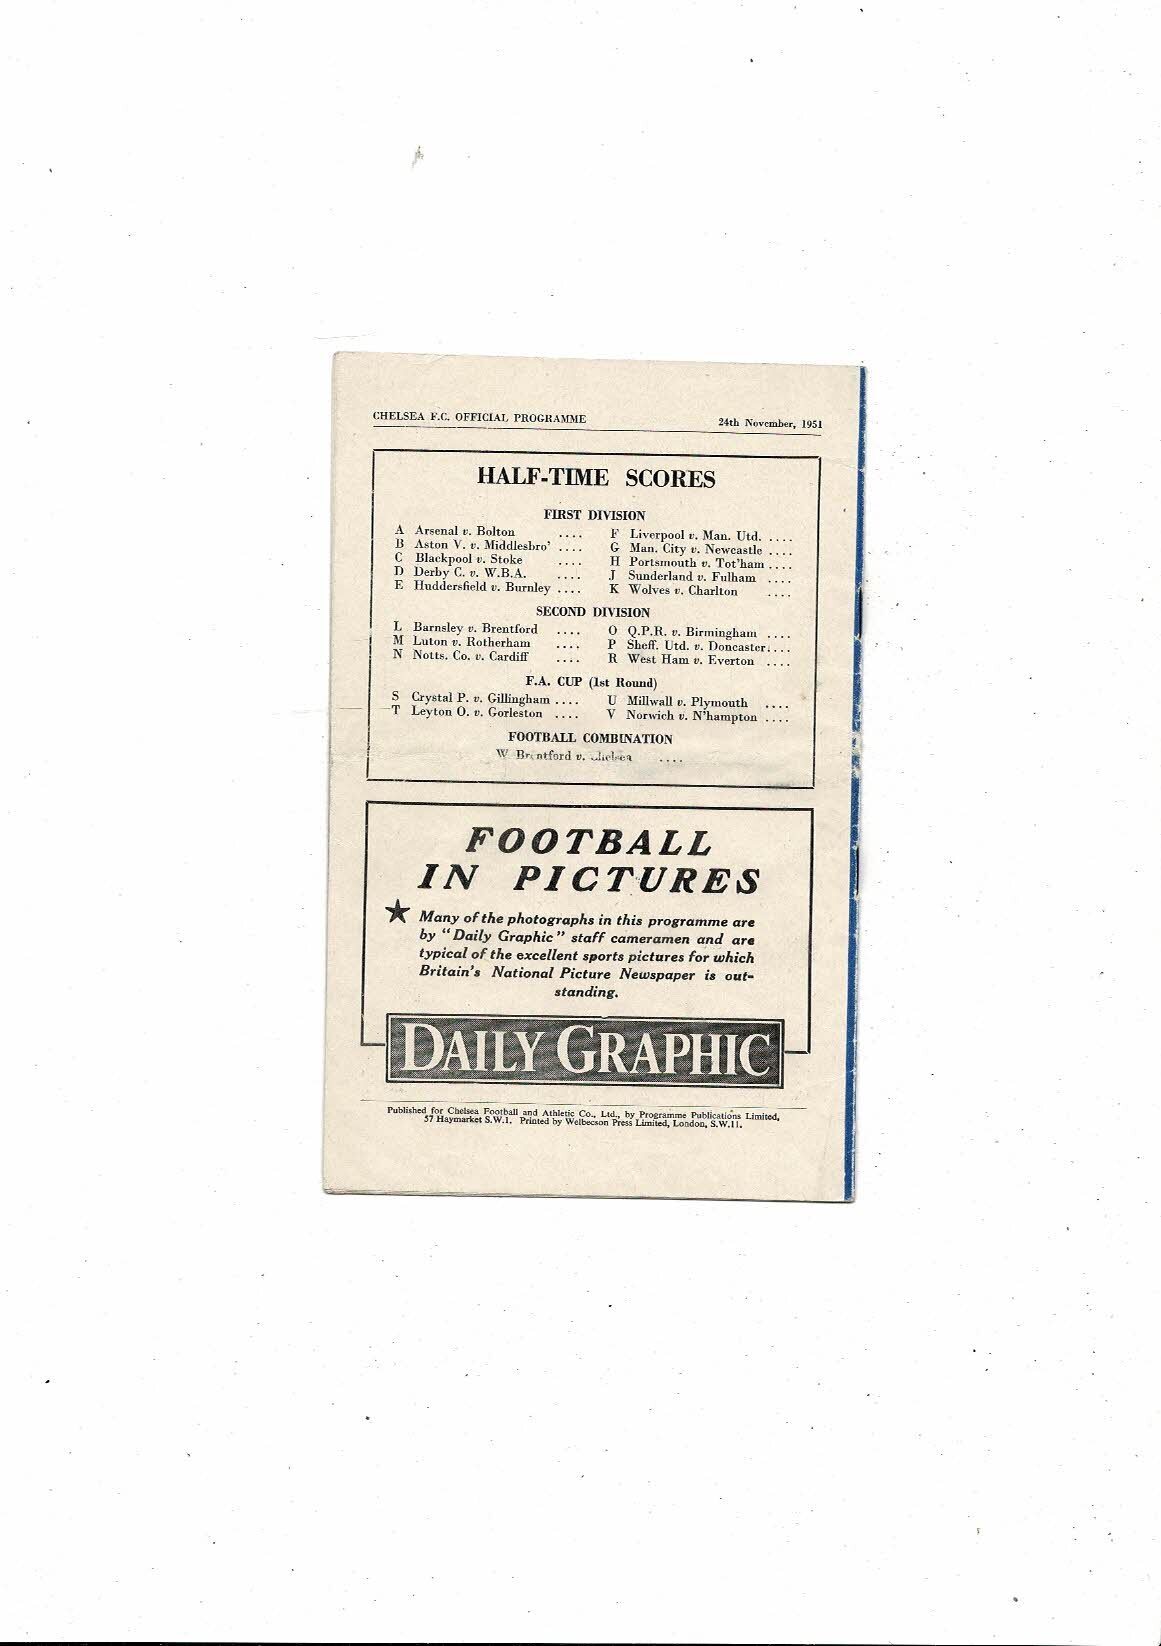 CHELSEA F.C. OFFICIAL PROGRAMME 24th November, 1951
HALF-TIME SCORES
FIRST DIVISION
A Arsenal v. Bolton .... F Liverpool v. Man. Utd. ....
B Aston V. v. Middlesbro' .... G Man. City v. Newcastle ....
C Blackpool v. Stoke .... H Portsmouth v. Tot'ham ....
D Derby C. v. W.B.A. .... J Sunderland v. Fulham ....
E Huddersfield v. Burnley .... K Wolves v. Charlton ....
SECOND DIVISION
L Barnsley v. Brentford .... O Q.P.R. v. Birmingham ....
M Luton v. Rotherham .... P Sheff. Utd. v. Doncaster ....
N Notts. Co. v. Cardiff .... R West Ham v. Everton ....
F.A. CUP (1st Round)
S Crystal P. v. Gillingham .... U Millwall v. Plymouth ....
T Leyton O. v. Gorleston .... V Norwich v. N'hampton ....
FOOTBALL COMBINATION
W Brentford v. Chelsea ....
FOOTBALL
IN PICTURES
★ Many of the photographs in this programme are
by "Daily Graphic" staff cameramen and are
typical of the excellent sports pictures for which
Britain's National Picture Newspaper is out-
standing.
DAILY GRAPHIC
Published for Chelsea Football and Athletic Co., Ltd., by Programme Publications Limited,
57 Haymarket S.W.1. Printed by Welbecson Press Limited, London, S.W.11.